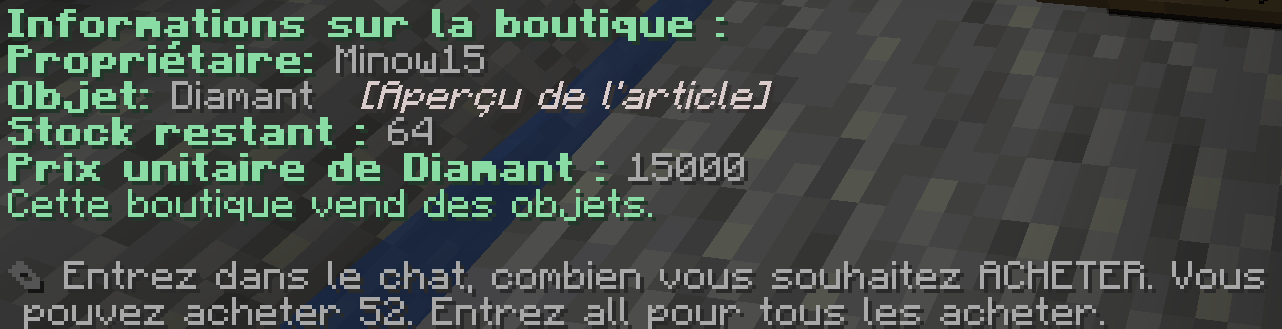 Informations sur la boutique :
Propriétaire: Minow15
Objet: Diamant [Aperçu de l'article]
Stock restant : 64
Prix unitaire de Diamant : 15000
Cette boutique vend des objets.
Entrez dans le chat, combien vous souhaitez ACHETER. Vous
pouvez acheter 52. Entrez all pour tous les acheter.